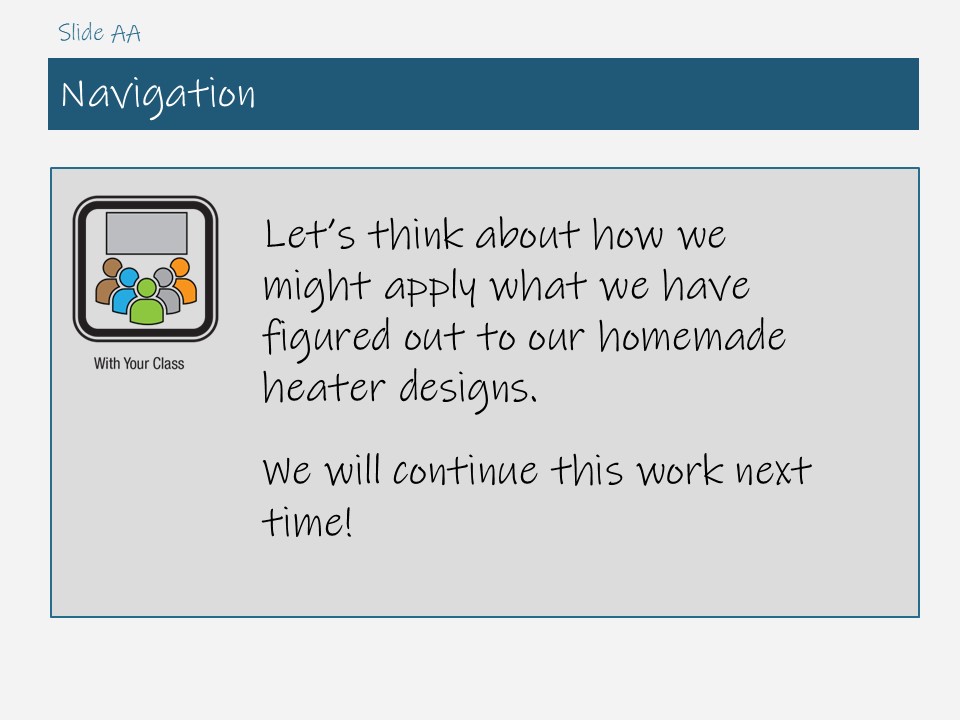 Slide AA
Navigation
Let's think about how we
might apply what we have
figured out to our homemade
heater designs.
With Your Class
We will continue this work next
time!